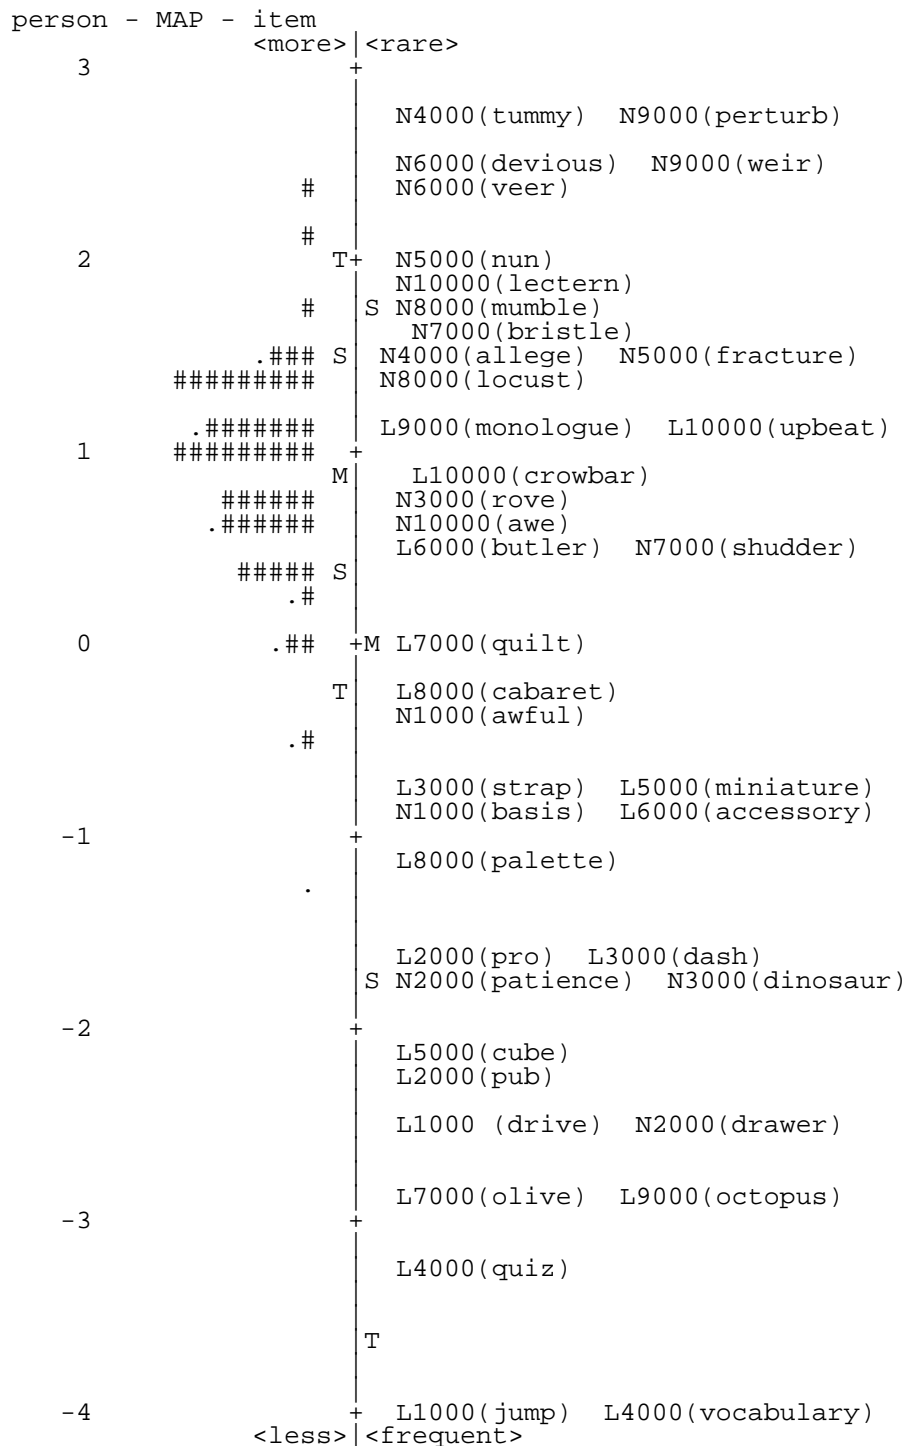 person - MAP - item
<more>|<rare>
3 +
|
| N4000(tummy) N9000(perturb)
|
| N6000(devious) N9000(weir)
# | N6000(veer)
|
# |
2 T+ N5000(nun)
| N10000(lectern)
# |S N8000(mumble)
| N7000(bristle)
.### S| N4000(allege) N5000(fracture)
######### | N8000(locust)
|
.####### | L9000(monologue) L10000(upbeat)
1 ######### +
M| L10000(crowbar)
###### | N3000(rove)
.###### | N10000(awe)
| L6000(butler) N7000(shudder)
##### S|
.# |
|
0 .## +M L7000(quilt)
|
T| L8000(cabaret)
| N1000(awful)
.# |
|
| L3000(strap) L5000(miniature)
| N1000(basis) L6000(accessory)
-1 +
| L8000(palette)
. |
|
|
| L2000(pro) L3000(dash)
|S N2000(patience) N3000(dinosaur)
|
-2 +
| L5000(cube)
| L2000(pub)
|
| L1000 (drive) N2000(drawer)
|
|
| L7000(olive) L9000(octopus)
-3 +
|
| L4000(quiz)
|
|
|T
|
|
-4 + L1000(jump) L4000(vocabulary)
<less>|<frequent>